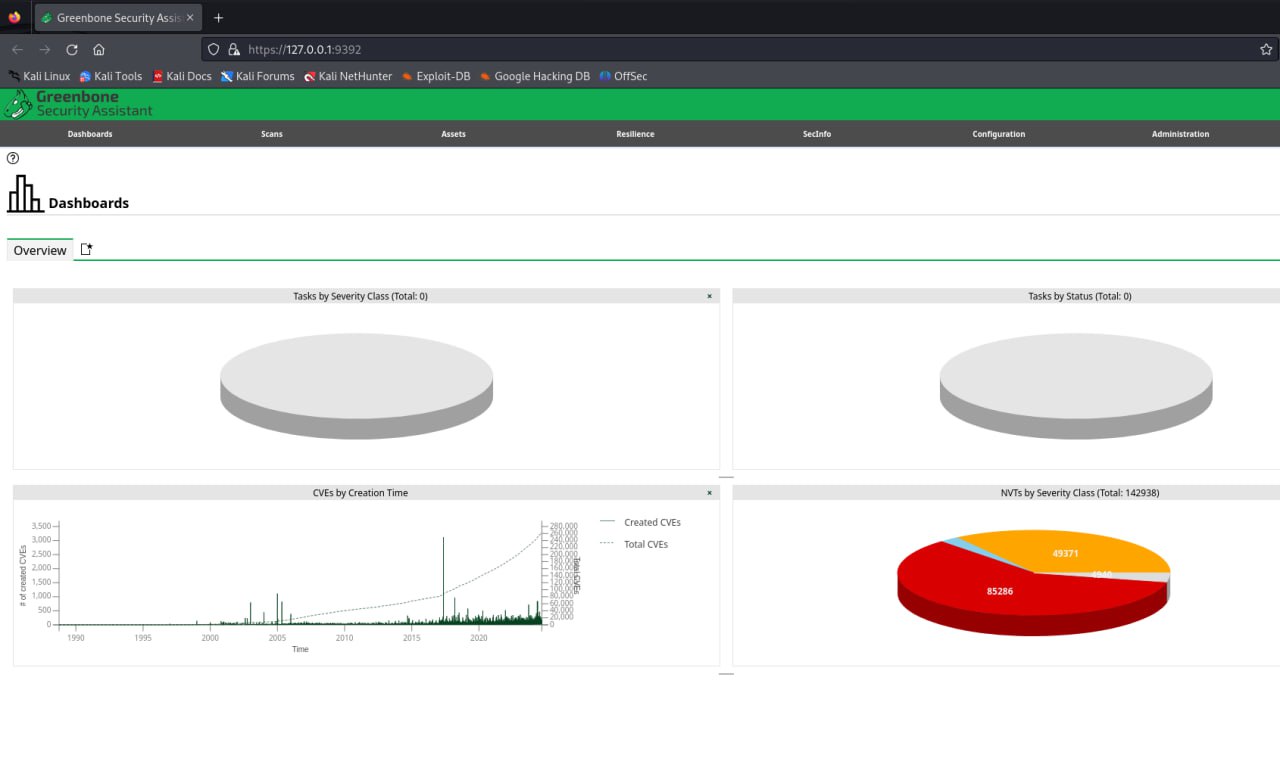 Greenbone Security Assis
https://127.0.0.1:9392
Kali Linux Kali Tools Kali Docs Kali Forums Kali NetHunter Exploit-DB Google Hacking DB OffSec
Greenbone
Security Assistant
Dashboards Scans Assets Resilience SecInfo Configuration Administration
Dashboards
Overview
Tasks by Severity Class (Total: 0)
Tasks by Status (Total: 0)
CVEs by Creation Time
# of created CVEs
3,500
3,000
2,500
2,000
1,500
1,000
500
0
1990 1995 2000 2005 2010 2015 2020
Time
280,000
260,000
240,000
220,000
200,000
180,000
160,000
140,000
120,000
100,000
80,000
60,000
40,000
20,000
0
Total CVEs
Created CVEs
Total CVEs
NVTs by Severity Class (Total: 142938)
49371
85286